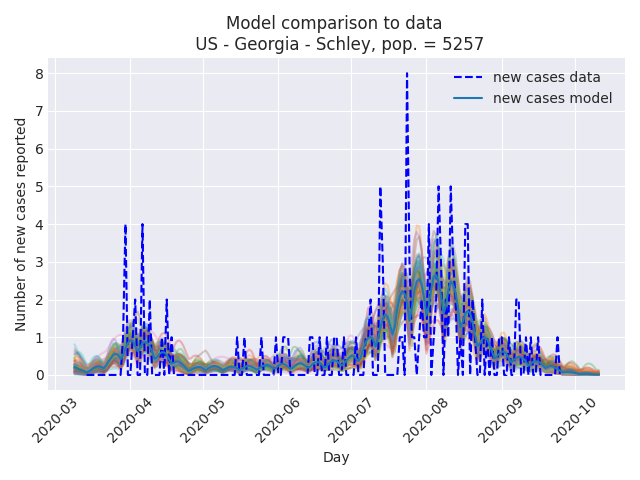 Model comparison to data
US - Georgia - Schley, pop. = 5257
new cases data
new cases model
Number of new cases reported
8
7
6
5
4
3
2
1
0
2020-03
2020-04
2020-05
2020-06
2020-07
2020-08
2020-09
2020-10
Day